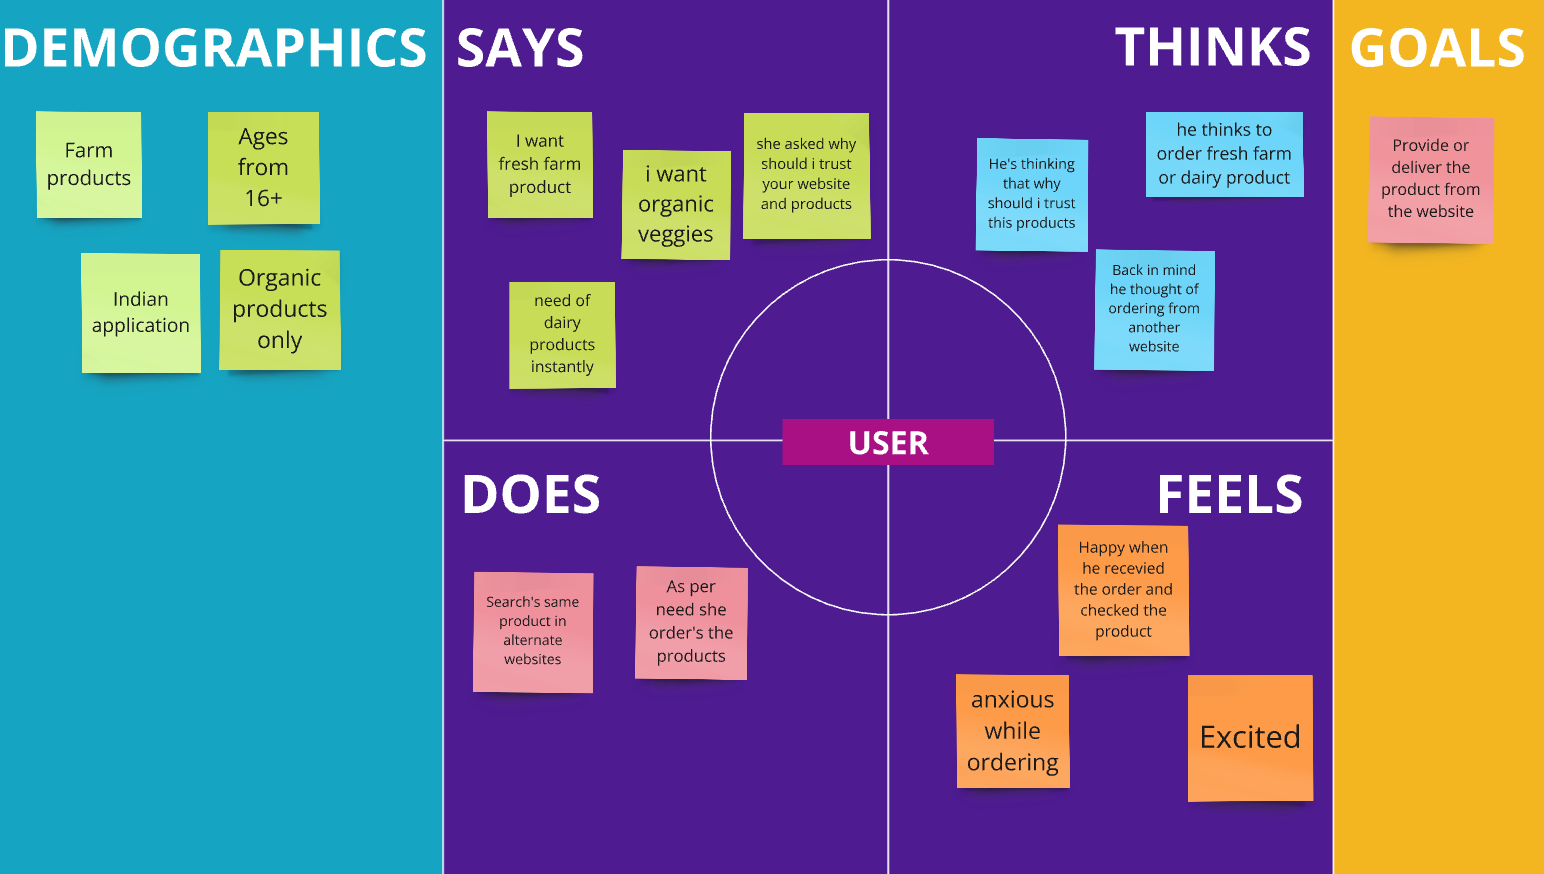 DEMOGRAPHICS
Farm
products
Ages
from
16+
Indian
application
Organic
products
only
SAYS
I want
fresh farm
product
i want
organic
veggies
she asked why
should i trust
your website
and products
need of
dairy
products
instantly
THINKS
He's thinking
that why
should i trust
this products
he thinks to
order fresh farm
or dairy product
Back in mind
he thought of
ordering from
another
website
USER
DOES
Search's same
product in
alternate
websites
As per
need she
order's the
products
FEELS
Happy when
he recevied
the order and
checked the
product
anxious
while
ordering
Excited
GOALS
Provide or
deliver the
product from
the website